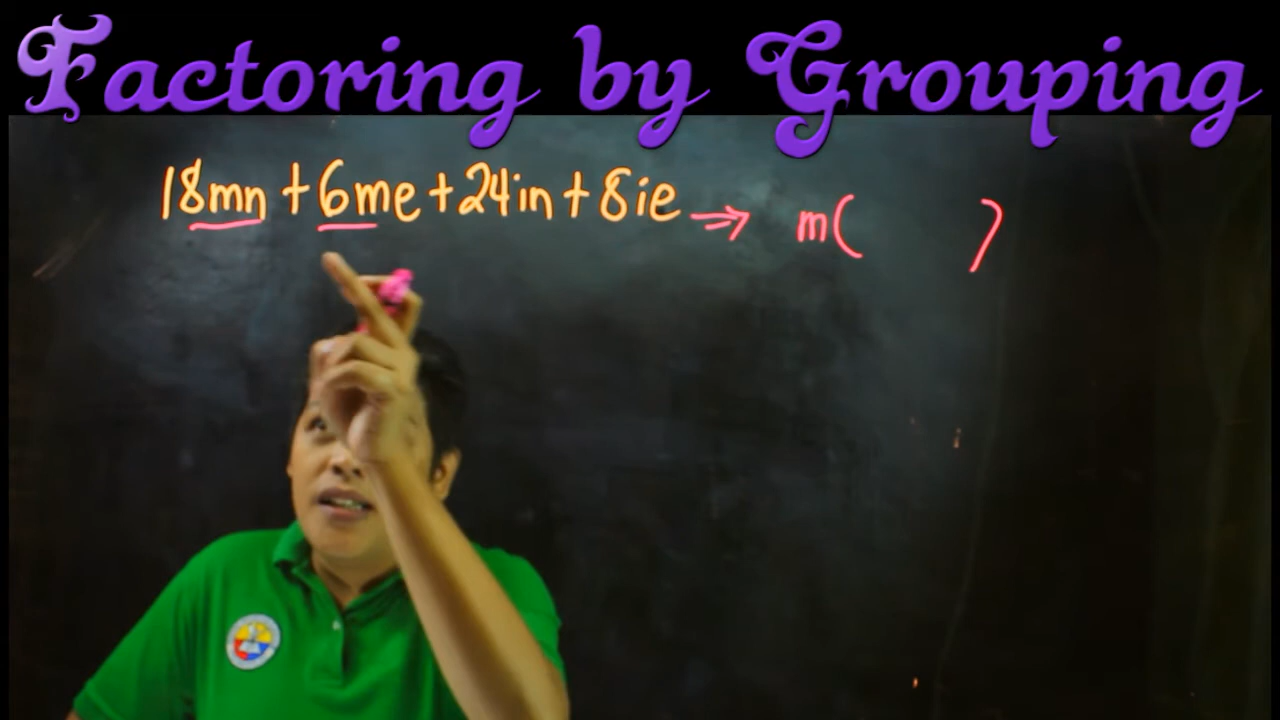 Factoring by Grouping
18mn + 6me + 24in + 8ie ⇒ m( )